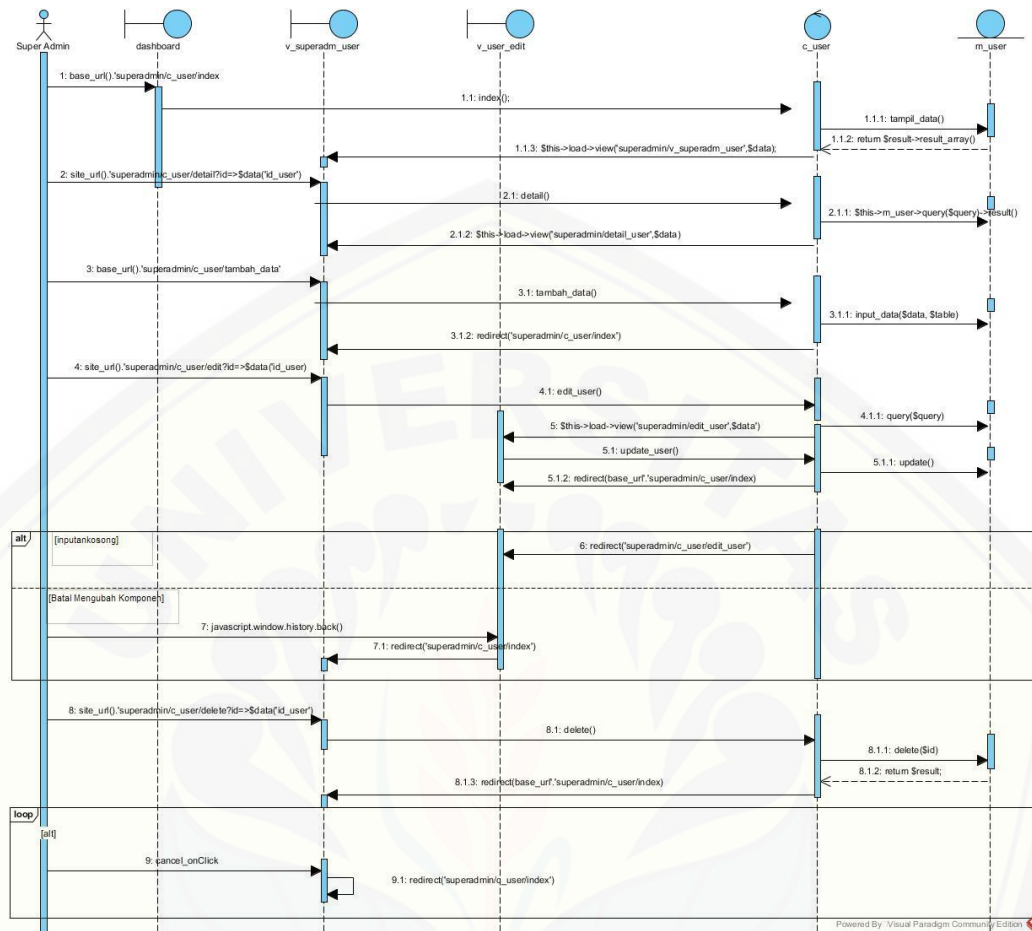 Super Admin
dashboard
v_superadm_user
v_user_edit
c_user
m_user
1: base_url().'superadmin/c_user/index
1.1: index();
1.1.1: tampil_data()
1.1.2: return $result->result_array()
1.1.3: $this->load->view('superadmin/v_superadm_user',$data);
2: site_url().'superadmin/c_user/detail?id=>$data('id_user')
2.1: detail()
2.1.1: $this->m_user->query($query)->result()
2.1.2: $this->load->view('superadmin/detail_user',$data)
3: base_url().'superadmin/c_user/tambah_data'
3.1: tambah_data()
3.1.1: input_data($data, $table)
3.1.2: redirect('superadmin/c_user/index')
4: site_url().'superadmin/c_user/edit?id=>$data('id_user)
4.1: edit_user()
4.1.1: query($query)
5: $this->load->view('superadmin/edit_user',$data')
5.1: update_user()
5.1.1: update()
5.1.2: redirect(base_url'.'superadmin/c_user/index)
alt
[inputankosong]
6: redirect('superadmin/c_user/edit_user')
[Batal Mengubah Komponen]
7: javascript.window.history.back()
7.1: redirect('superadmin/c_user/index')
8: site_url().'superadmin/c_user/delete?id=>$data('id_user')
8.1: delete()
8.1.1: delete($id)
8.1.2: return $result;
8.1.3: redirect(base_url'.'superadmin/c_user/index)
loop
[alt]
9: cancel_onClick
9.1: redirect('superadmin/c_user/index')
UNIVERSITAS
Powered By Visual Paradigm Community Edition